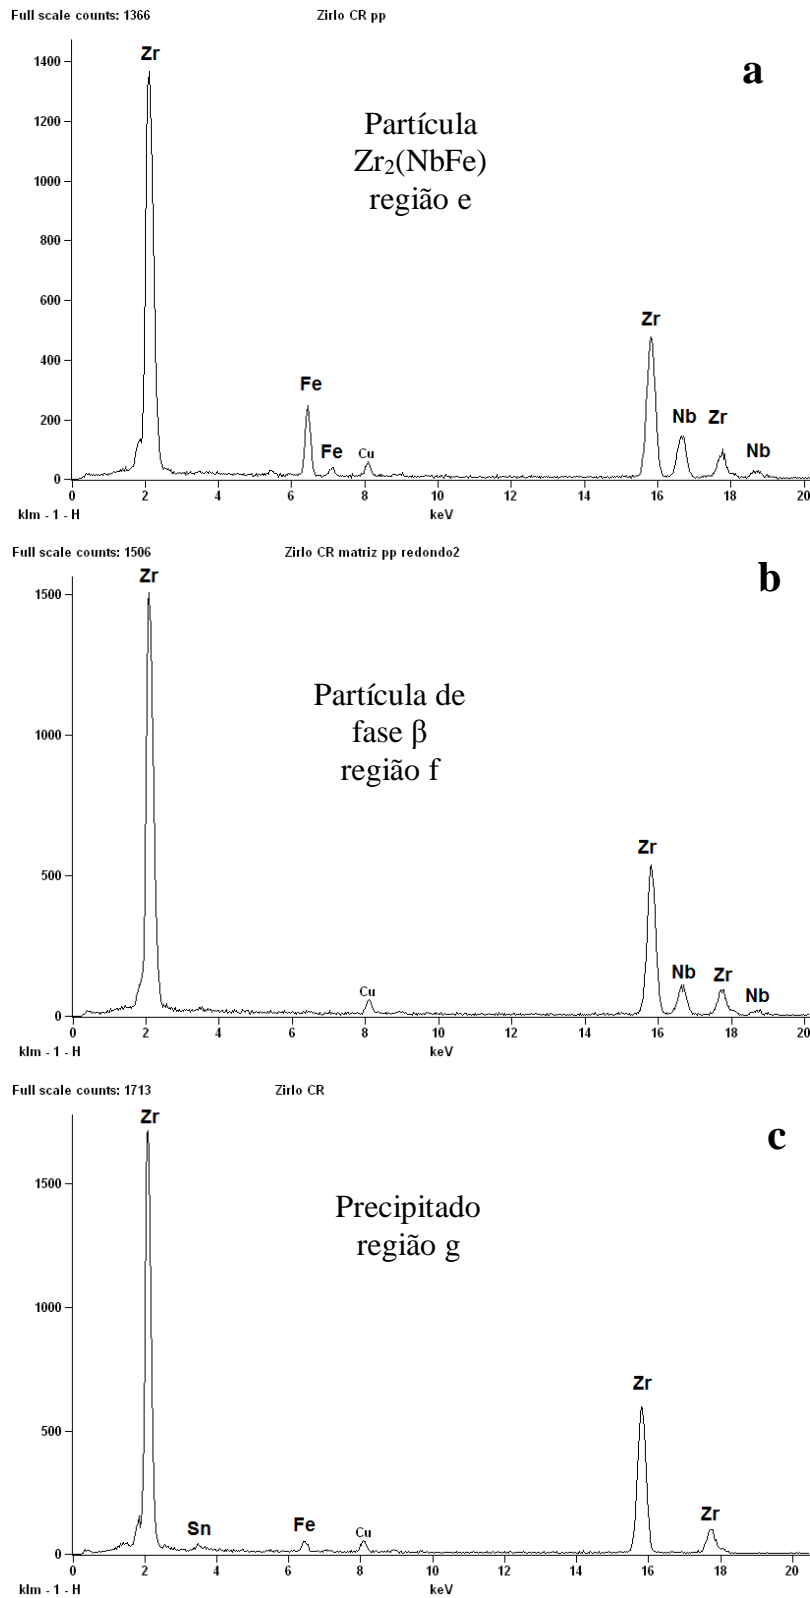 Full scale counts: 1366 Zirlo CR pp
a
Zr
1400
Partícula
Zr₂(NbFe)
região e
1200
1000
800
600
400
200
0
Fe
Fe
Cu
Zr
Nb
Zr
Nb
0 2 4 6 8 10 12 14 16 18 20
klm - 1 - H keV
Full scale counts: 1506 Zirlo CR matriz pp redondo2
b
Zr
1500
Partícula de
fase β
região f
1000
500
0
Cu
Zr
Nb
Zr
Nb
0 2 4 6 8 10 12 14 16 18 20
klm - 1 - H keV
Full scale counts: 1713 Zirlo CR
c
Zr
1500
Precipitado
região g
1000
500
0
Sn
Fe
Cu
Zr
Zr
0 2 4 6 8 10 12 14 16 18 20
klm - 1 - H keV